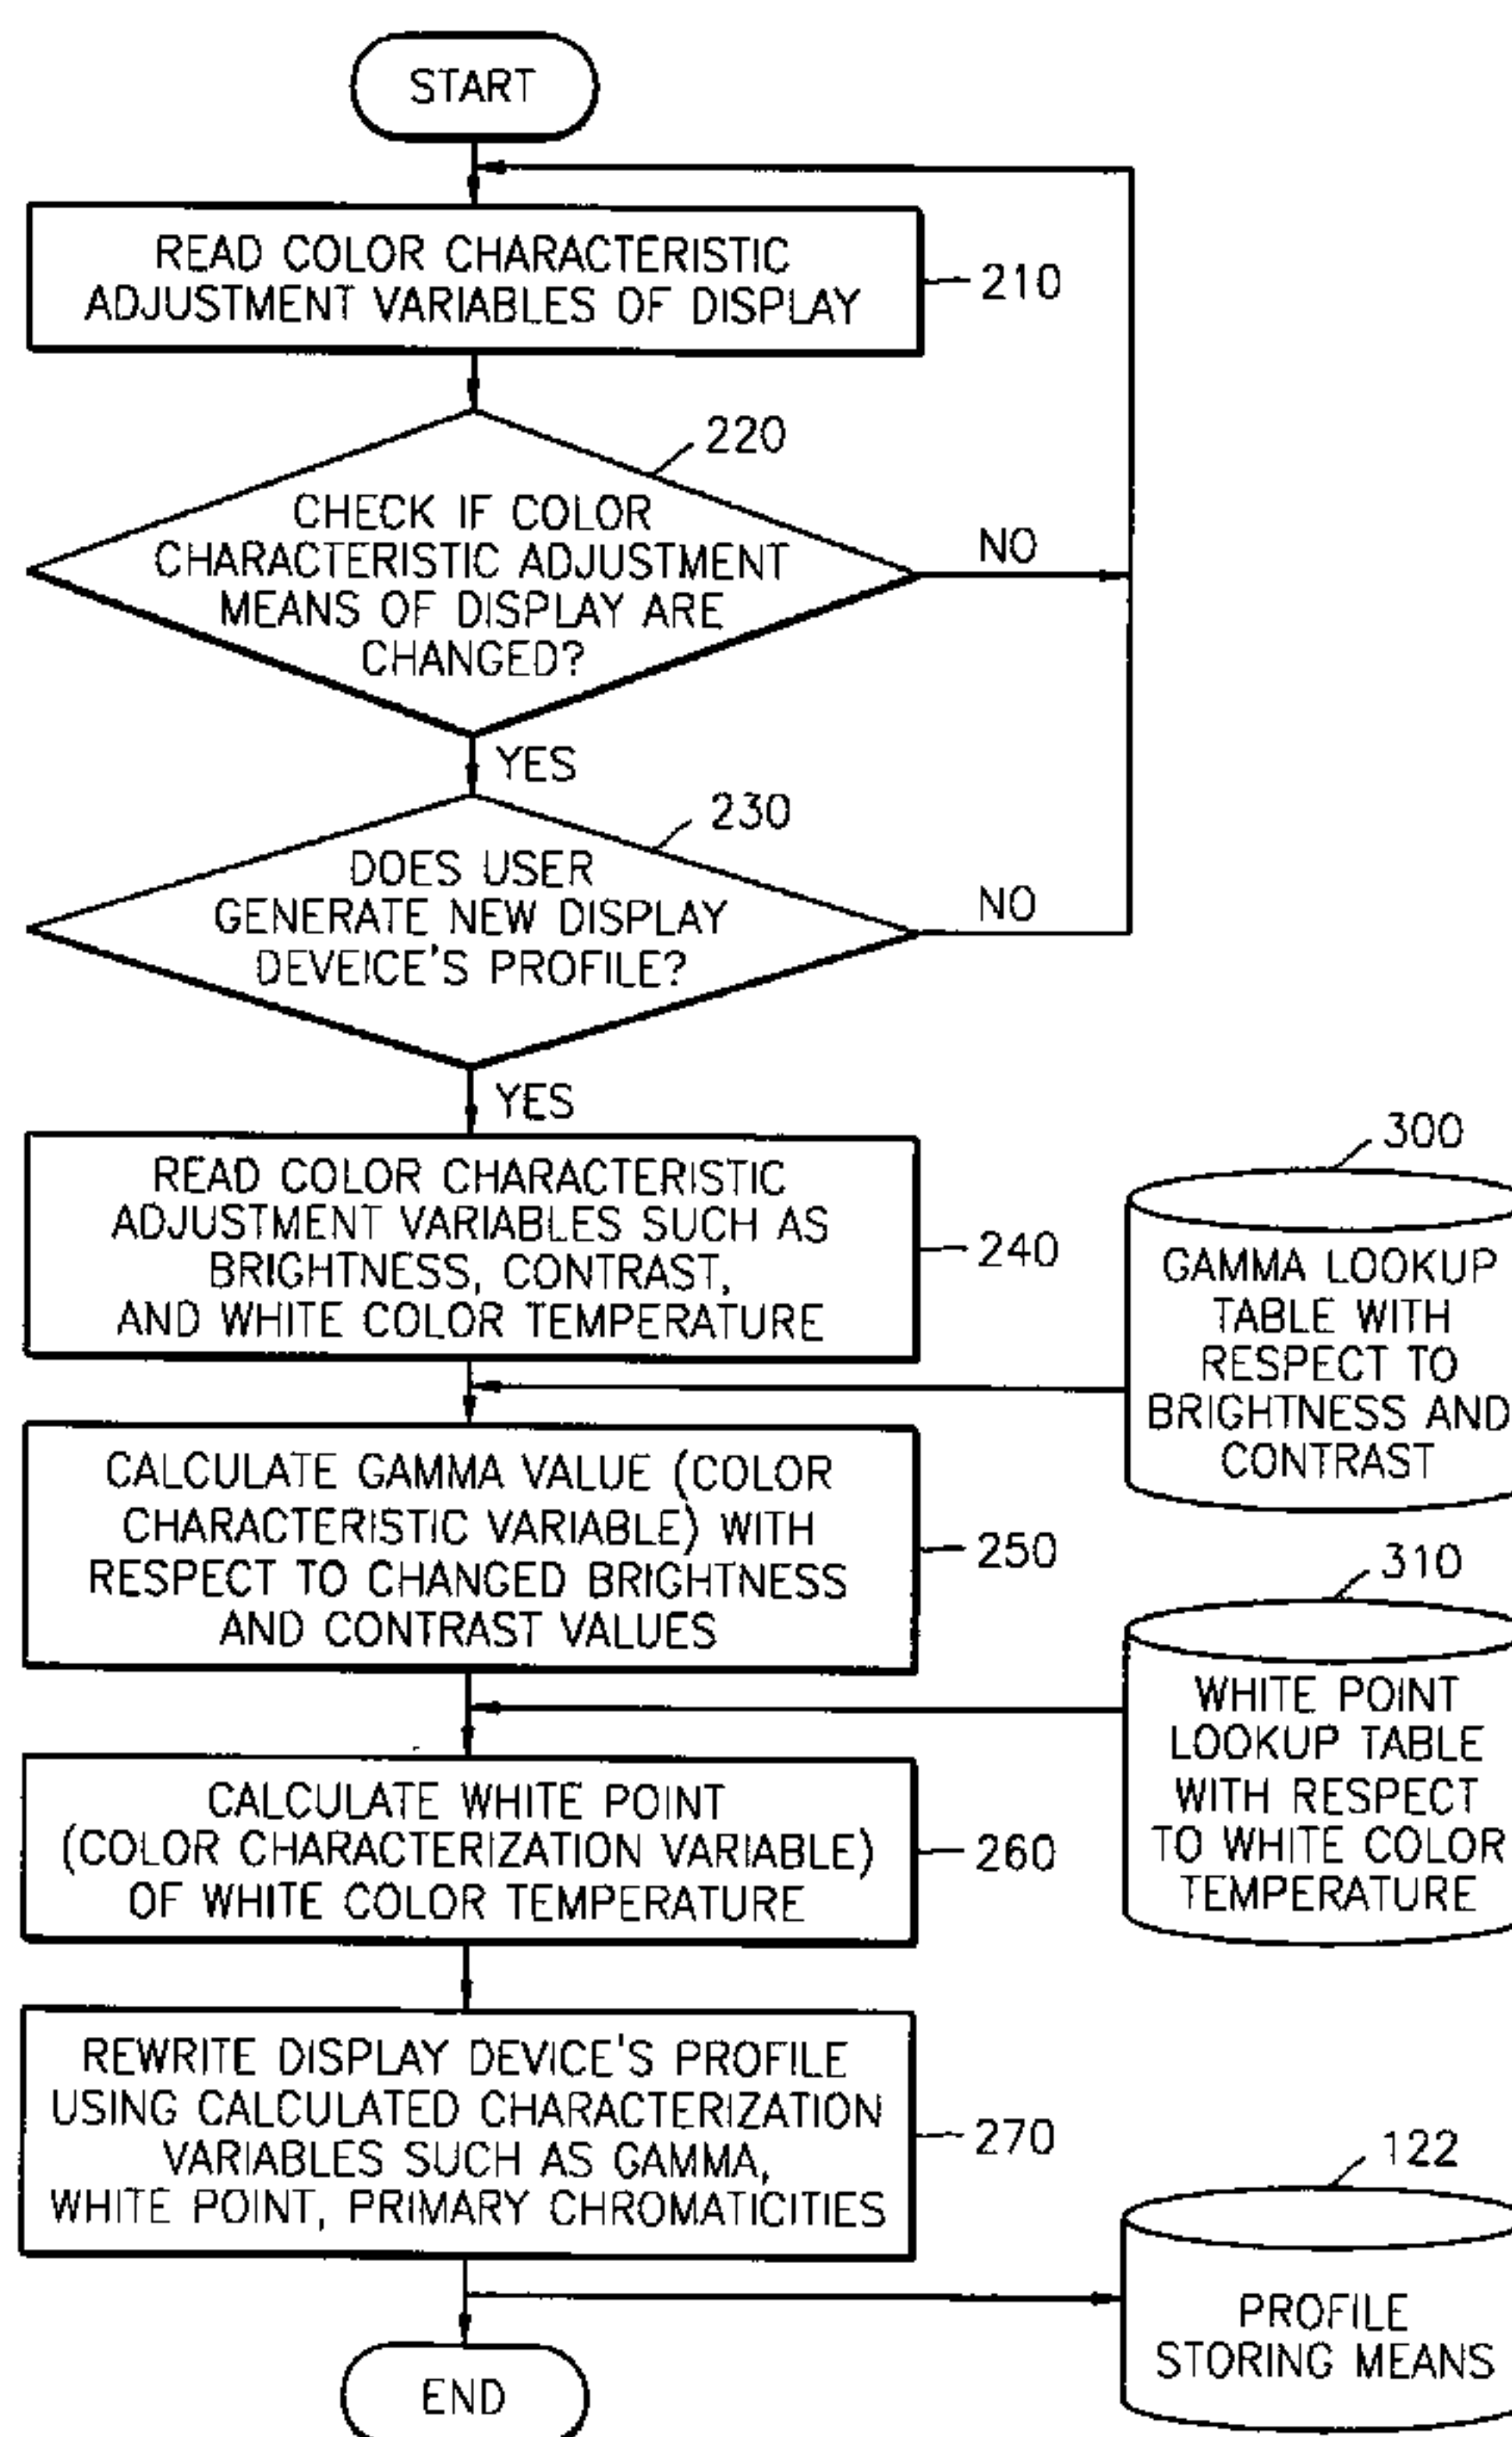 START
READ COLOR CHARACTERISTIC
ADJUSTMENT VARIABLES OF DISPLAY
210
220
CHECK IF COLOR
CHARACTERISTIC ADJUSTMENT
MEANS OF DISPLAY ARE
CHANGED?
NO
YES
230
DOES USER
GENERATE NEW DISPLAY
DEVEICE'S PROFILE?
NO
YES
READ COLOR CHARACTERISTIC
ADJUSTMENT VARIABLES SUCH AS
BRIGHTNESS, CONTRAST,
AND WHITE COLOR TEMPERATURE
240
300
GAMMA LOOKUP
TABLE WITH
RESPECT TO
BRIGHTNESS AND
CONTRAST
CALCULATE GAMMA VALUE (COLOR
CHARACTERISTIC VARIABLE) WITH
RESPECT TO CHANGED BRIGHTNESS
AND CONTRAST VALUES
250
310
WHITE POINT
LOOKUP TABLE
WITH RESPECT
TO WHITE COLOR
TEMPERATURE
CALCULATE WHITE POINT
(COLOR CHARACTERIZATION VARIABLE)
OF WHITE COLOR TEMPERATURE
260
REWRITE DISPLAY DEVICE'S PROFILE
USING CALCULATED CHARACTERIZATION
VARIABLES SUCH AS GAMMA,
WHITE POINT, PRIMARY CHROMATICITIES
270
122
PROFILE
STORING MEANS
END